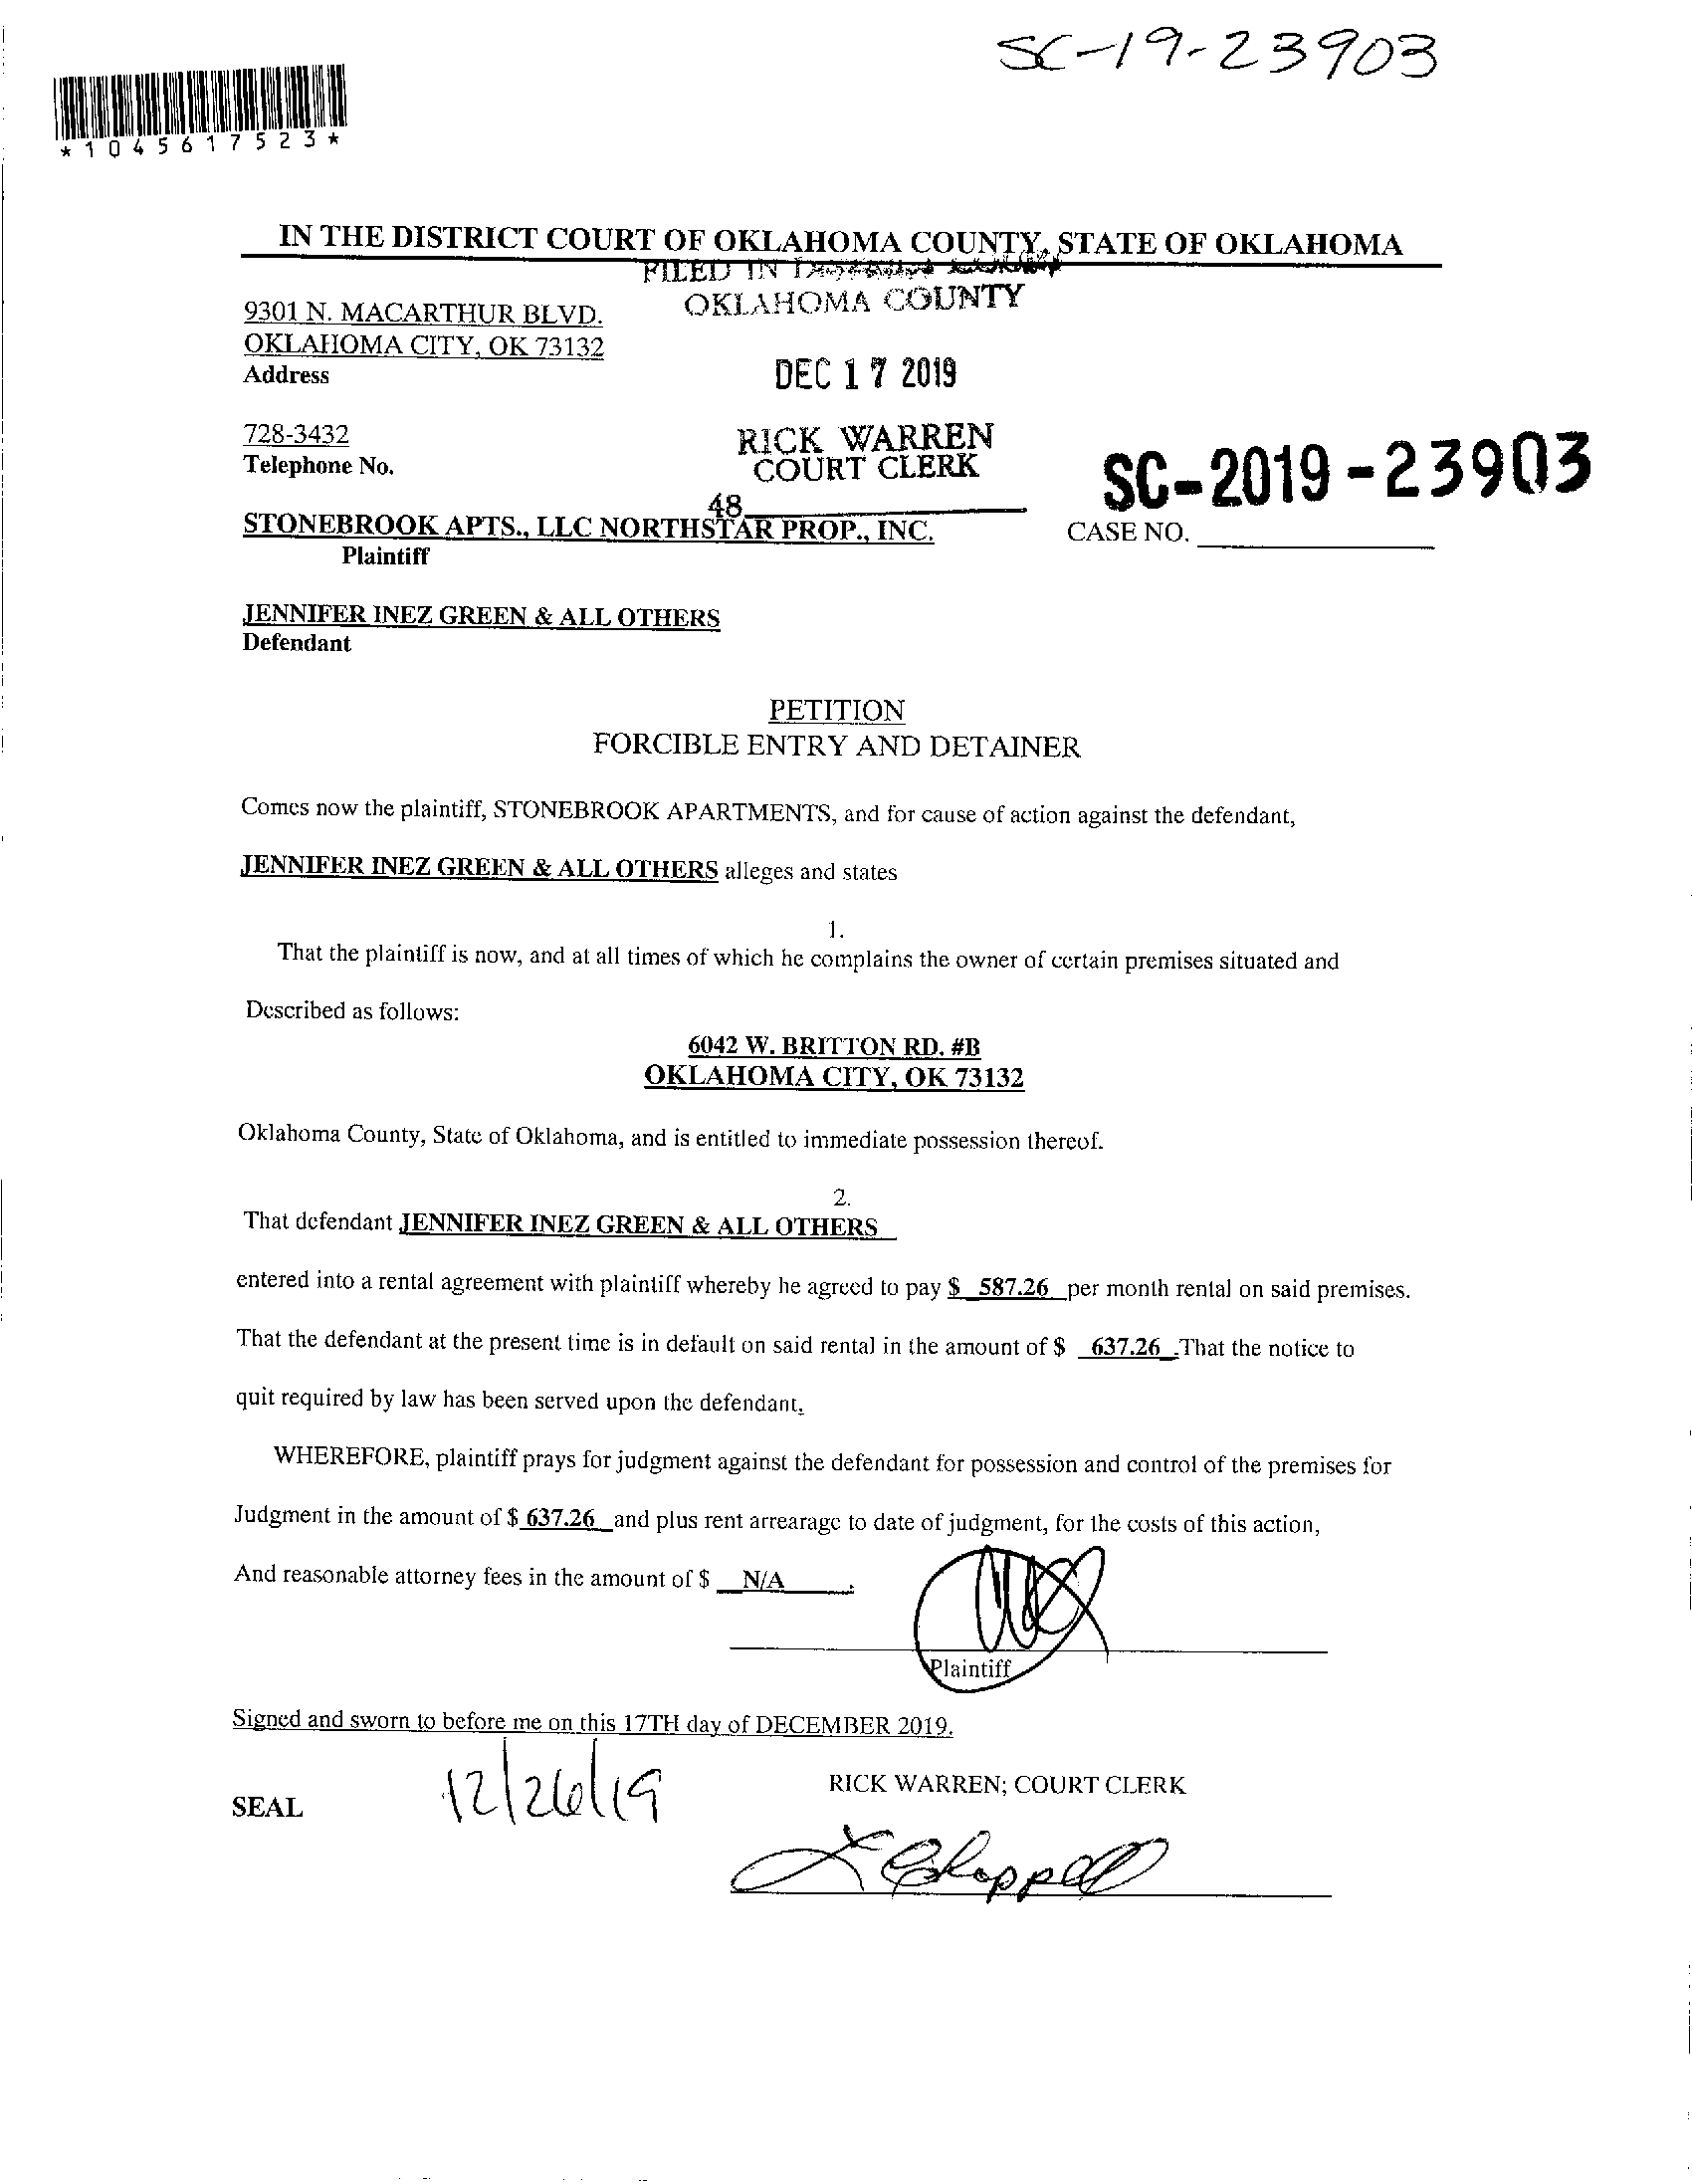 SC-19-23903
*1045617523*
IN THE DISTRICT COURT OF OKLAHOMA COUNTY, STATE OF OKLAHOMA
FILED IN
9301 N. MACARTHUR BLVD.
OKLAHOMA COUNTY
OKLAHOMA CITY, OK 73132
Address
DEC 17 2019
728-3432
Telephone No.
RICK WARREN
COURT CLERK
SC-2019-23903
48
STONEBROOK APTS., LLC NORTHSTAR PROP., INC.
CASE NO.
Plaintiff
JENNIFER INEZ GREEN & ALL OTHERS
Defendant
PETITION
FORCIBLE ENTRY AND DETAINER
Comes now the plaintiff, STONEBROOK APARTMENTS, and for cause of action against the defendant,
JENNIFER INEZ GREEN & ALL OTHERS alleges and states
1.
That the plaintiff is now, and at all times of which he complains the owner of certain premises situated and
Described as follows:
6042 W. BRITTON RD. #B
OKLAHOMA CITY, OK 73132
Oklahoma County, State of Oklahoma, and is entitled to immediate possession thereof.
2.
That defendant JENNIFER INEZ GREEN & ALL OTHERS
entered into a rental agreement with plaintiff whereby he agreed to pay $ 587.26 per month rental on said premises.
That the defendant at the present time is in default on said rental in the amount of $ 637.26 .That the notice to
quit required by law has been served upon the defendant.
WHEREFORE, plaintiff prays for judgment against the defendant for possession and control of the premises for
Judgment in the amount of $ 637.26 and plus rent arrearage to date of judgment, for the costs of this action,
And reasonable attorney fees in the amount of $ N/A .
Plaintiff
Signed and sworn to before me on this 17TH day of DECEMBER 2019.
12/26/19
RICK WARREN; COURT CLERK
SEAL
Chappell